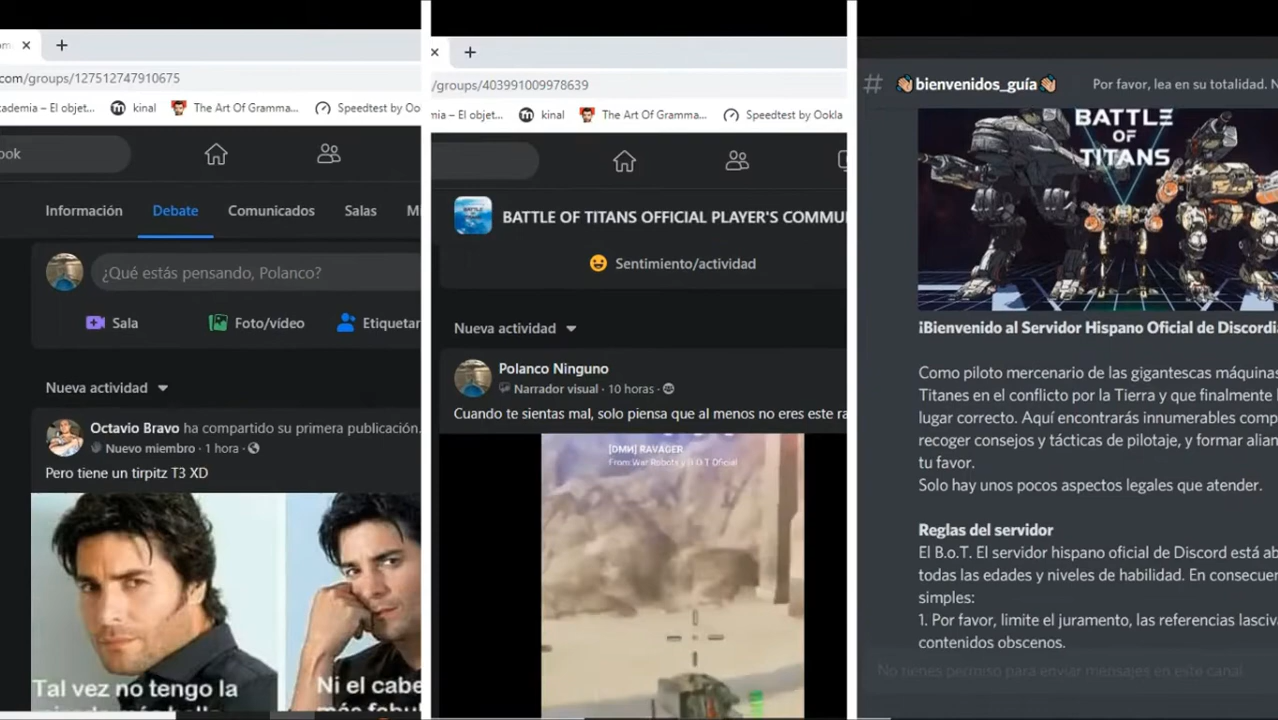 com/groups/127512747910675
cademia – El objet...
kinal
The Art Of Gramma...
Speedtest by Ook
ook
Información
Debate
Comunicados
Salas
Mi
¿Qué estás pensando, Polanco?
Sala
Foto/vídeo
Etiquetar
Nueva actividad
Octavio Bravo ha compartido su primera publicación.
Nuevo miembro · 1 hora ·
Pero tiene un tirpitz T3 XD
Tal vez no tengo la
Ni el cabe
/groups/403991009978639
mia – El objet...
kinal
The Art Of Gramma...
Speedtest by Ookla
BATTLE OF TITANS OFFICIAL PLAYER'S COMMU
Sentimiento/actividad
Nueva actividad
Polanco Ninguno
Narrador visual · 10 horas ·
Cuando te sientas mal, solo piensa que al menos no eres este ra
[DMN] RAVAGER
From War Robots y B.O.T Oficial
# bienvenidos_guía
Por favor, lea en su totalidad. N
BATTLE
OF
TITANS
¡Bienvenido al Servidor Hispano Oficial de Discordia
Como piloto mercenario de las gigantescas máquinas
Titanes en el conflicto por la Tierra y que finalmente l
lugar correcto. Aquí encontrarás innumerables comp
recoger consejos y tácticas de pilotaje, y formar alian
tu favor.
Solo hay unos pocos aspectos legales que atender.
Reglas del servidor
El B.o.T. El servidor hispano oficial de Discord está ab
todas las edades y niveles de habilidad. En consecuen
simples:
1. Por favor, limite el juramento, las referencias lasciva
contenidos obscenos.
No tienes permiso para enviar mensajes en este canal.